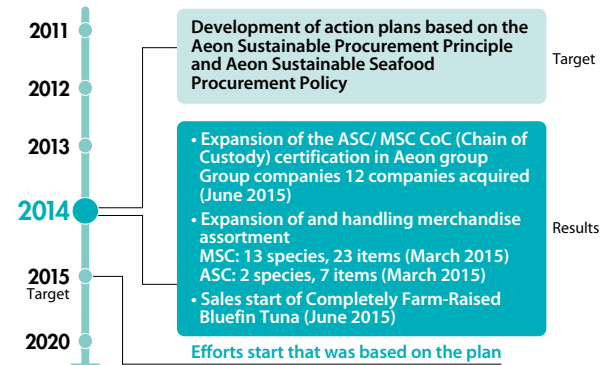 2011
2012
2013
2014
2015
Target
2020
Development of action plans based on the
Aeon Sustainable Procurement Principle
and Aeon Sustainable Seafood
Procurement Policy
Target
• Expansion of the ASC/ MSC CoC (Chain of
Custody) certification in Aeon group
Group companies 12 companies acquired
(June 2015)
• Expansion of and handling merchandise
assortment
MSC: 13 species, 23 items (March 2015)
ASC: 2 species, 7 items (March 2015)
• Sales start of Completely Farm-Raised
Bluefin Tuna (June 2015)
Results
Efforts start that was based on the plan